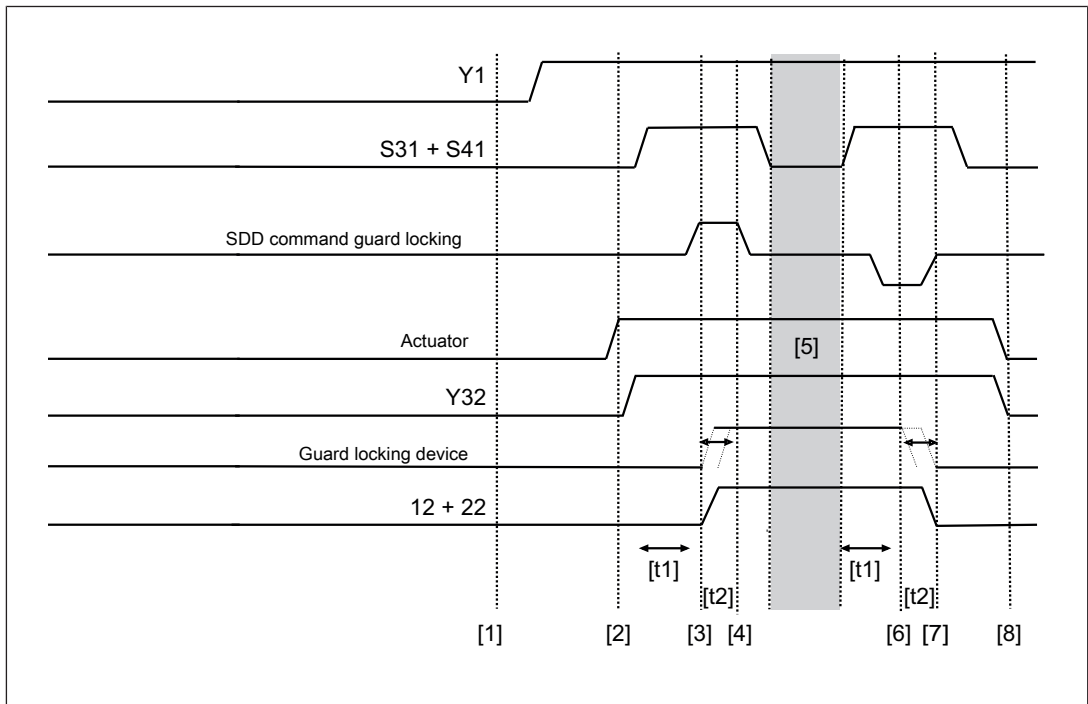 Y1
S31 + S41
SDD command guard locking
Actuator
[5]
Y32
Guard locking device
12 + 22
[t1] [t1]
[t2] [t2]
[1] [2] [3] [4] [6] [7] [8]